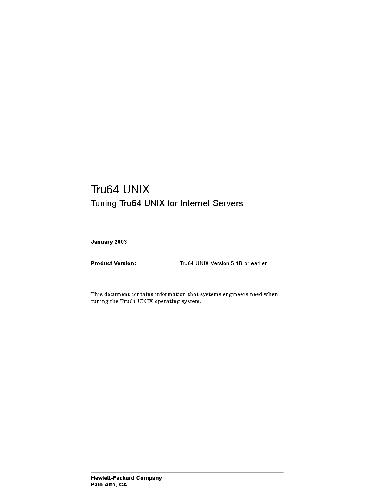 Tru64 UNIX
Tuning Tru64 UNIX for Internet Servers
January 2003
Product Version: Tru64 UNIX Version 5.1B or earlier
This document contains information that systems engineers need when
tuning the Tru64 UNIX operating system.
Hewlett-Packard Company
Palo Alto, CA